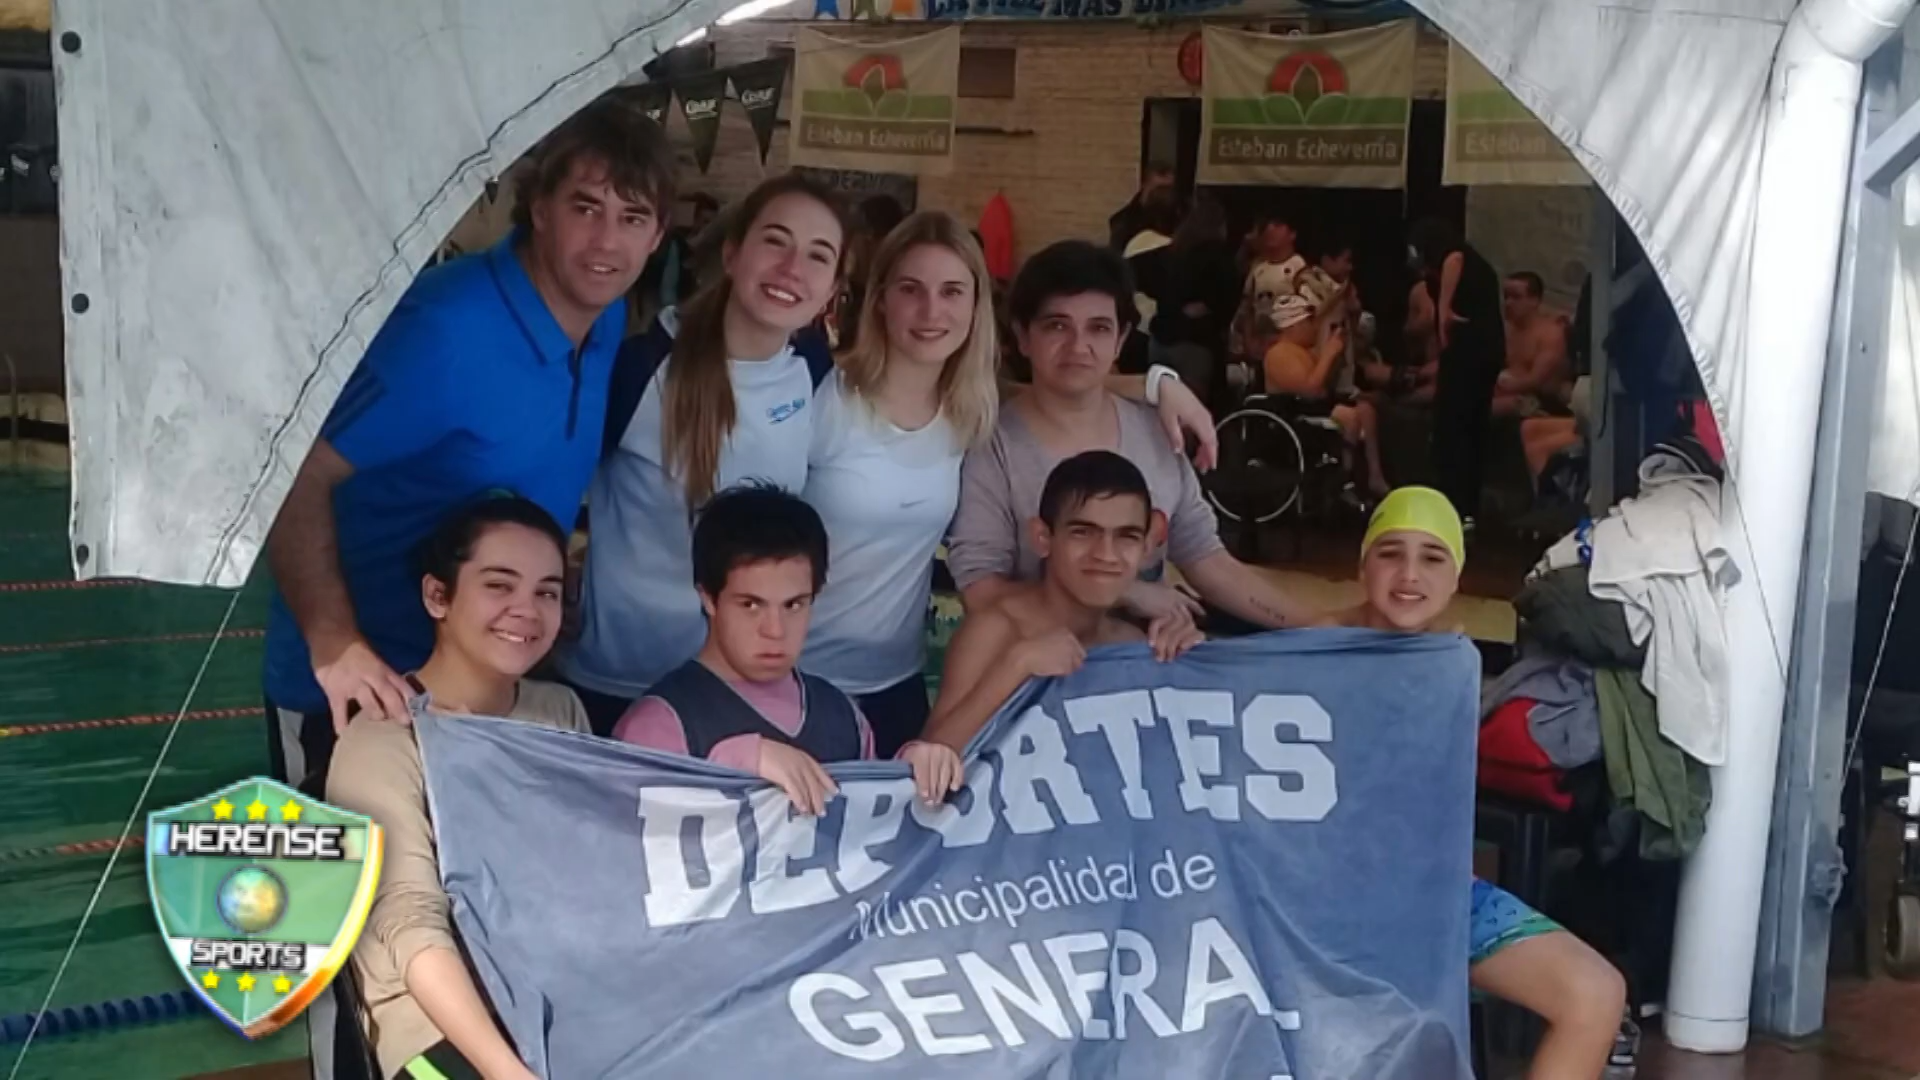 Esteban Echeverría
Esteban Echeverría
Esteban
HERENSE
SPORTS
DEPORTES
Municipalidad de
GENERAL